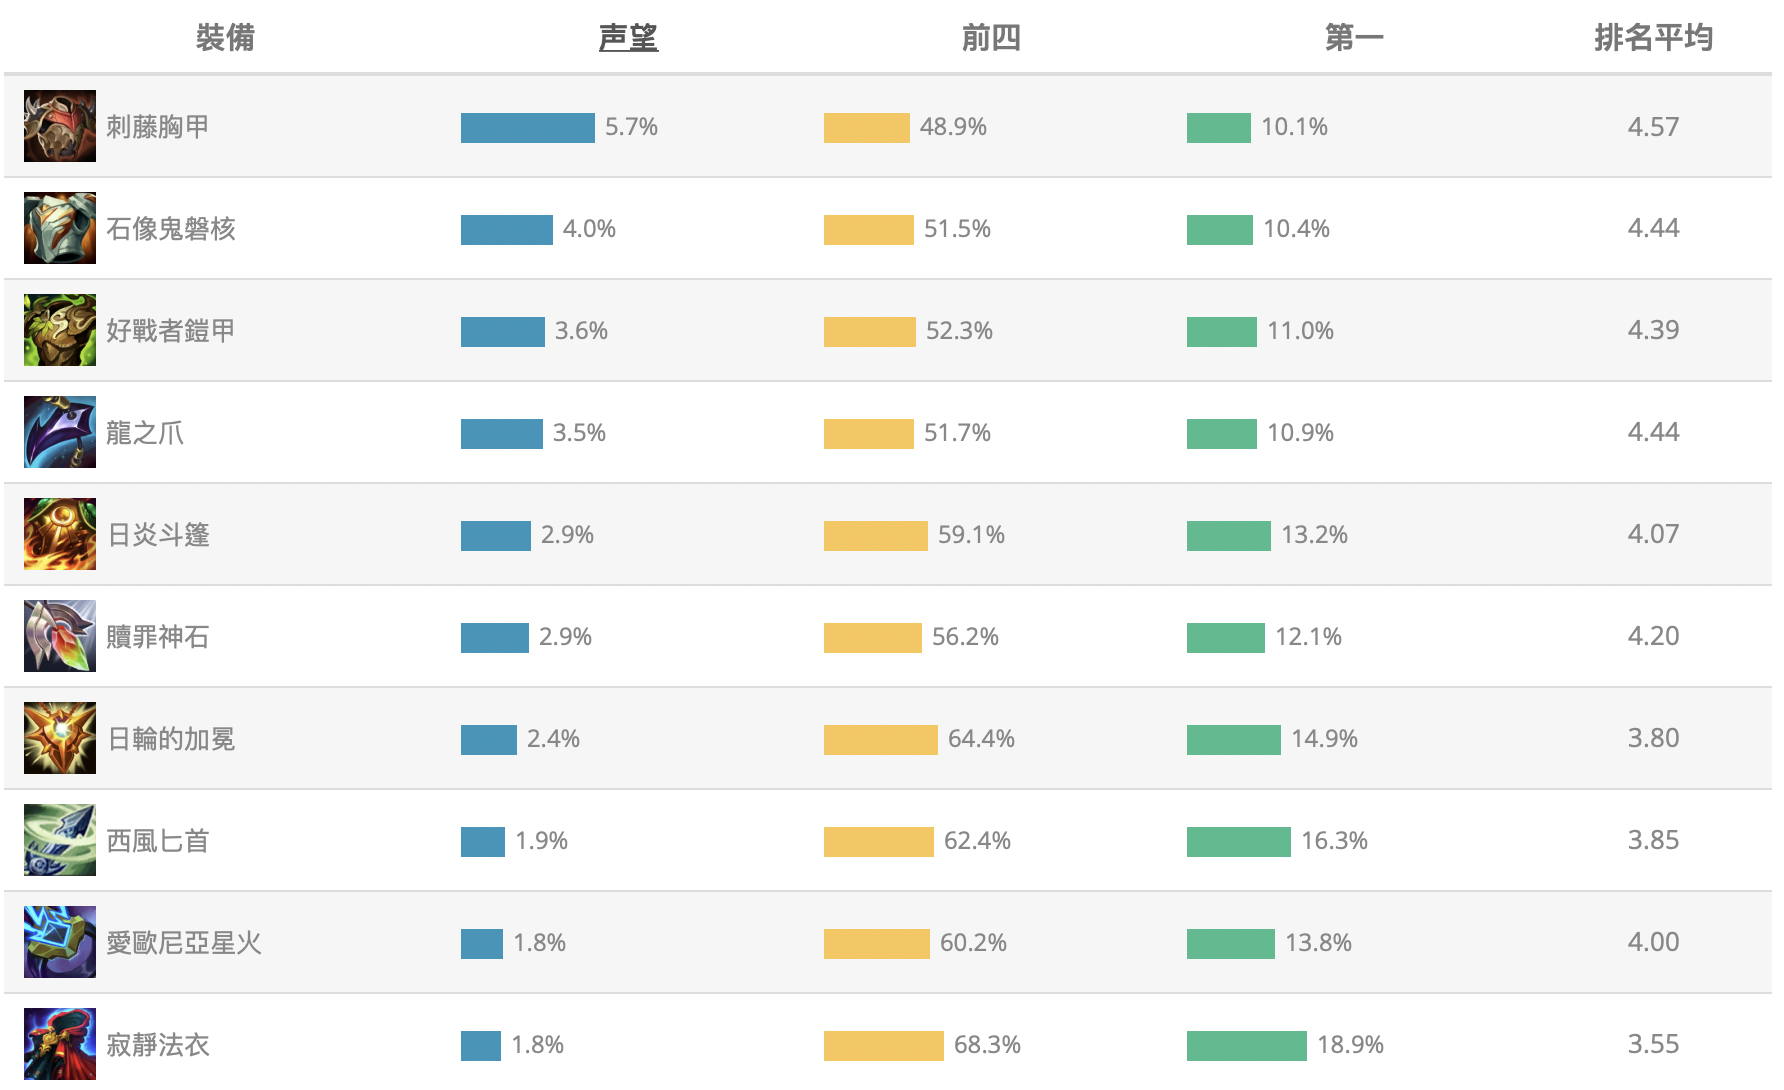 裝備 声望 前四 第一 排名平均
刺藤胸甲 5.7% 48.9% 10.1% 4.57
石像鬼磐核 4.0% 51.5% 10.4% 4.44
好戰者鎧甲 3.6% 52.3% 11.0% 4.39
龍之爪 3.5% 51.7% 10.9% 4.44
日炎斗篷 2.9% 59.1% 13.2% 4.07
贖罪神石 2.9% 56.2% 12.1% 4.20
日輪的加冕 2.4% 64.4% 14.9% 3.80
西風匕首 1.9% 62.4% 16.3% 3.85
愛歐尼亞星火 1.8% 60.2% 13.8% 4.00
寂靜法衣 1.8% 68.3% 18.9% 3.55